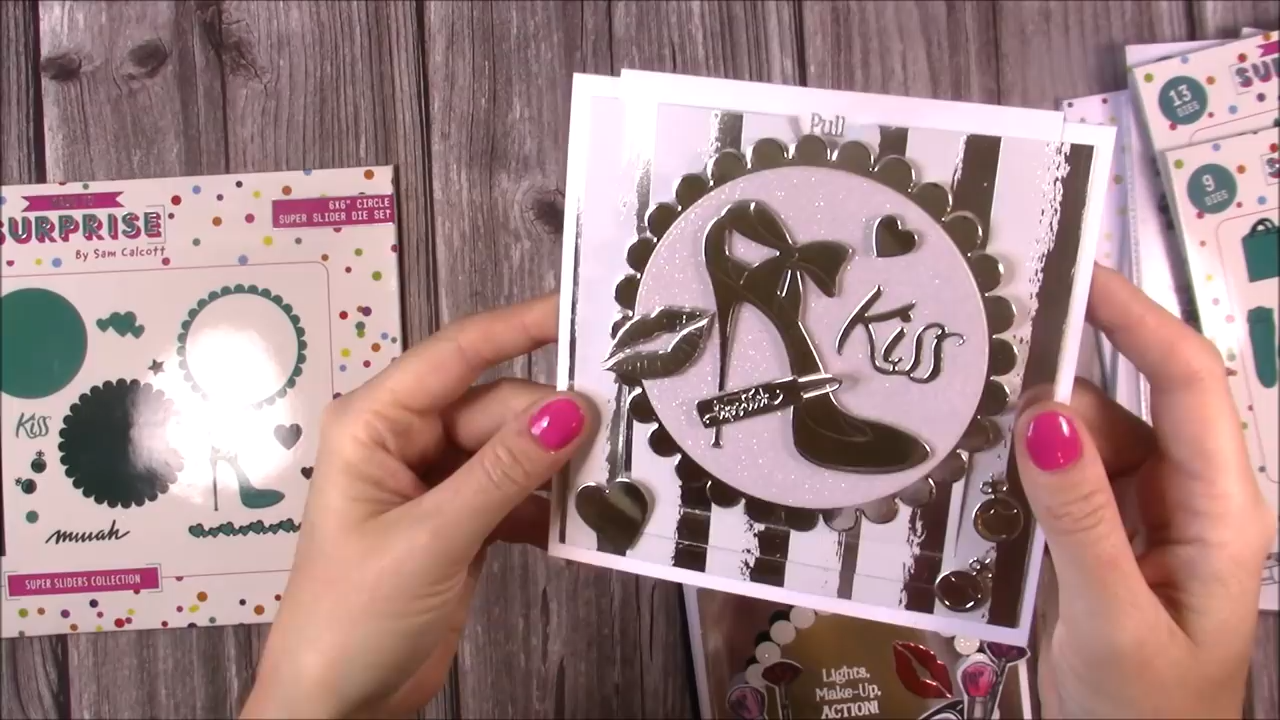 SURPRISE
By Sam Calcott
6X6" CIRCLE
SUPER SLIDER DIE SET
Kiss
muuah
SUPER SLIDERS COLLECTION
Pull
Kiss
Lights,
Make-Up,
ACTION!
13
DIES
9
DIES